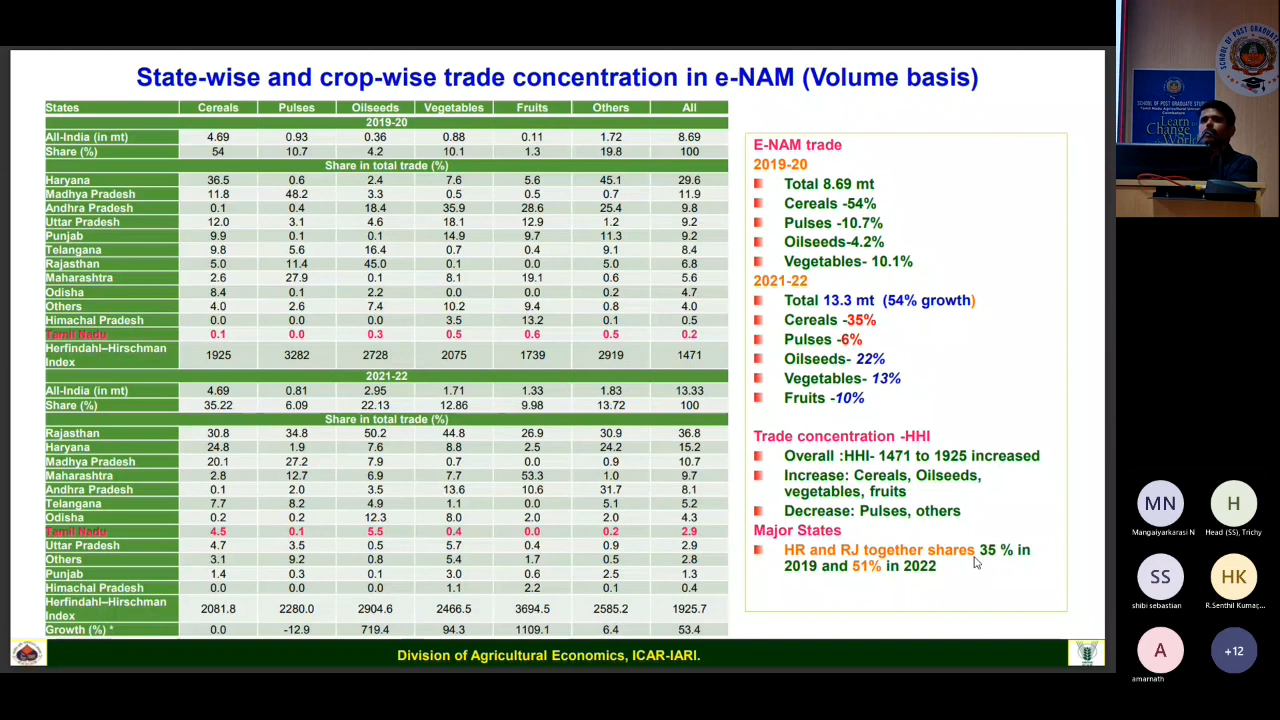 State-wise and crop-wise trade concentration in e-NAM (Volume basis)
States Cereals Pulses Oilseeds Vegetables Fruits Others All
2019-20
All-India (in mt) 4.69 0.93 0.36 0.88 0.11 1.72 8.69
Share (%) 54 10.7 4.2 10.1 1.3 19.8 100
Share in total trade (%)
Haryana 36.5 0.6 2.4 7.6 5.6 45.1 29.6
Madhya Pradesh 11.8 48.2 3.3 0.5 0.5 0.7 11.9
Andhra Pradesh 0.1 0.4 18.4 35.9 28.6 25.4 9.8
Uttar Pradesh 12.0 3.1 4.6 18.1 12.9 1.2 9.2
Punjab 9.9 0.1 0.1 14.9 9.7 11.3 9.2
Telangana 9.8 5.6 16.4 0.7 0.4 9.1 8.4
Rajasthan 5.0 11.4 45.0 0.1 0.0 5.0 6.8
Maharashtra 2.6 27.9 0.1 8.1 19.1 0.6 5.6
Odisha 8.4 0.1 2.2 0.0 0.0 0.2 4.7
Others 4.0 2.6 7.4 10.2 9.4 0.8 4.0
Himachal Pradesh 0.0 0.0 0.0 3.5 13.2 0.1 0.5
Tamil Nadu 0.1 0.0 0.3 0.5 0.6 0.5 0.2
Herfindahl–Hirschman
Index 1925 3282 2728 2075 1739 2919 1471
2021-22
All-India (in mt) 4.69 0.81 2.95 1.71 1.33 1.83 13.33
Share (%) 35.22 6.09 22.13 12.86 9.98 13.72 100
Share in total trade (%)
Rajasthan 30.8 34.8 50.2 44.8 26.9 30.9 36.8
Haryana 24.8 1.9 7.6 8.8 2.5 24.2 15.2
Madhya Pradesh 20.1 27.2 7.9 0.7 0.0 0.9 10.7
Maharashtra 2.8 12.7 6.9 7.7 53.3 1.0 9.7
Andhra Pradesh 0.1 2.0 3.5 13.6 10.6 31.7 8.1
Telangana 7.7 8.2 4.9 1.1 0.0 5.1 5.2
Odisha 0.2 0.2 12.3 8.0 2.0 2.0 4.3
Tamil Nadu 4.5 0.1 5.5 0.4 0.0 0.2 2.9
Uttar Pradesh 4.7 3.5 0.5 5.7 0.4 0.9 2.9
Others 3.1 9.2 0.8 5.4 1.7 0.5 2.8
Punjab 1.4 0.3 0.1 3.0 0.6 2.5 1.3
Himachal Pradesh 0.0 0.0 0.0 1.1 2.2 0.1 0.4
Herfindahl–Hirschman
Index 2081.8 2280.0 2904.6 2466.5 3694.5 2585.2 1925.7
Growth (%) * 0.0 -12.9 719.4 94.3 1109.1 6.4 53.4
E-NAM trade
2019-20
Total 8.69 mt
Cereals -54%
Pulses -10.7%
Oilseeds-4.2%
Vegetables- 10.1%
2021-22
Total 13.3 mt (54% growth)
Cereals -35%
Pulses -6%
Oilseeds- 22%
Vegetables- 13%
Fruits -10%
Trade concentration -HHI
Overall :HHI- 1471 to 1925 increased
Increase: Cereals, Oilseeds,
vegetables, fruits
Decrease: Pulses, others
Major States
HR and RJ together shares 35 % in
2019 and 51% in 2022
Division of Agricultural Economics, ICAR-IARI.
SCHOOL OF POST GRADUATE
SCHOOL OF POST GRADUATE STUDIES
Learn
Change
World
MN
Mangaiyarkarasi N
H
Head (SS), Trichy
SS
shibi sebastian
HK
R.Senthil Kumar,...
A
amarnath
+12